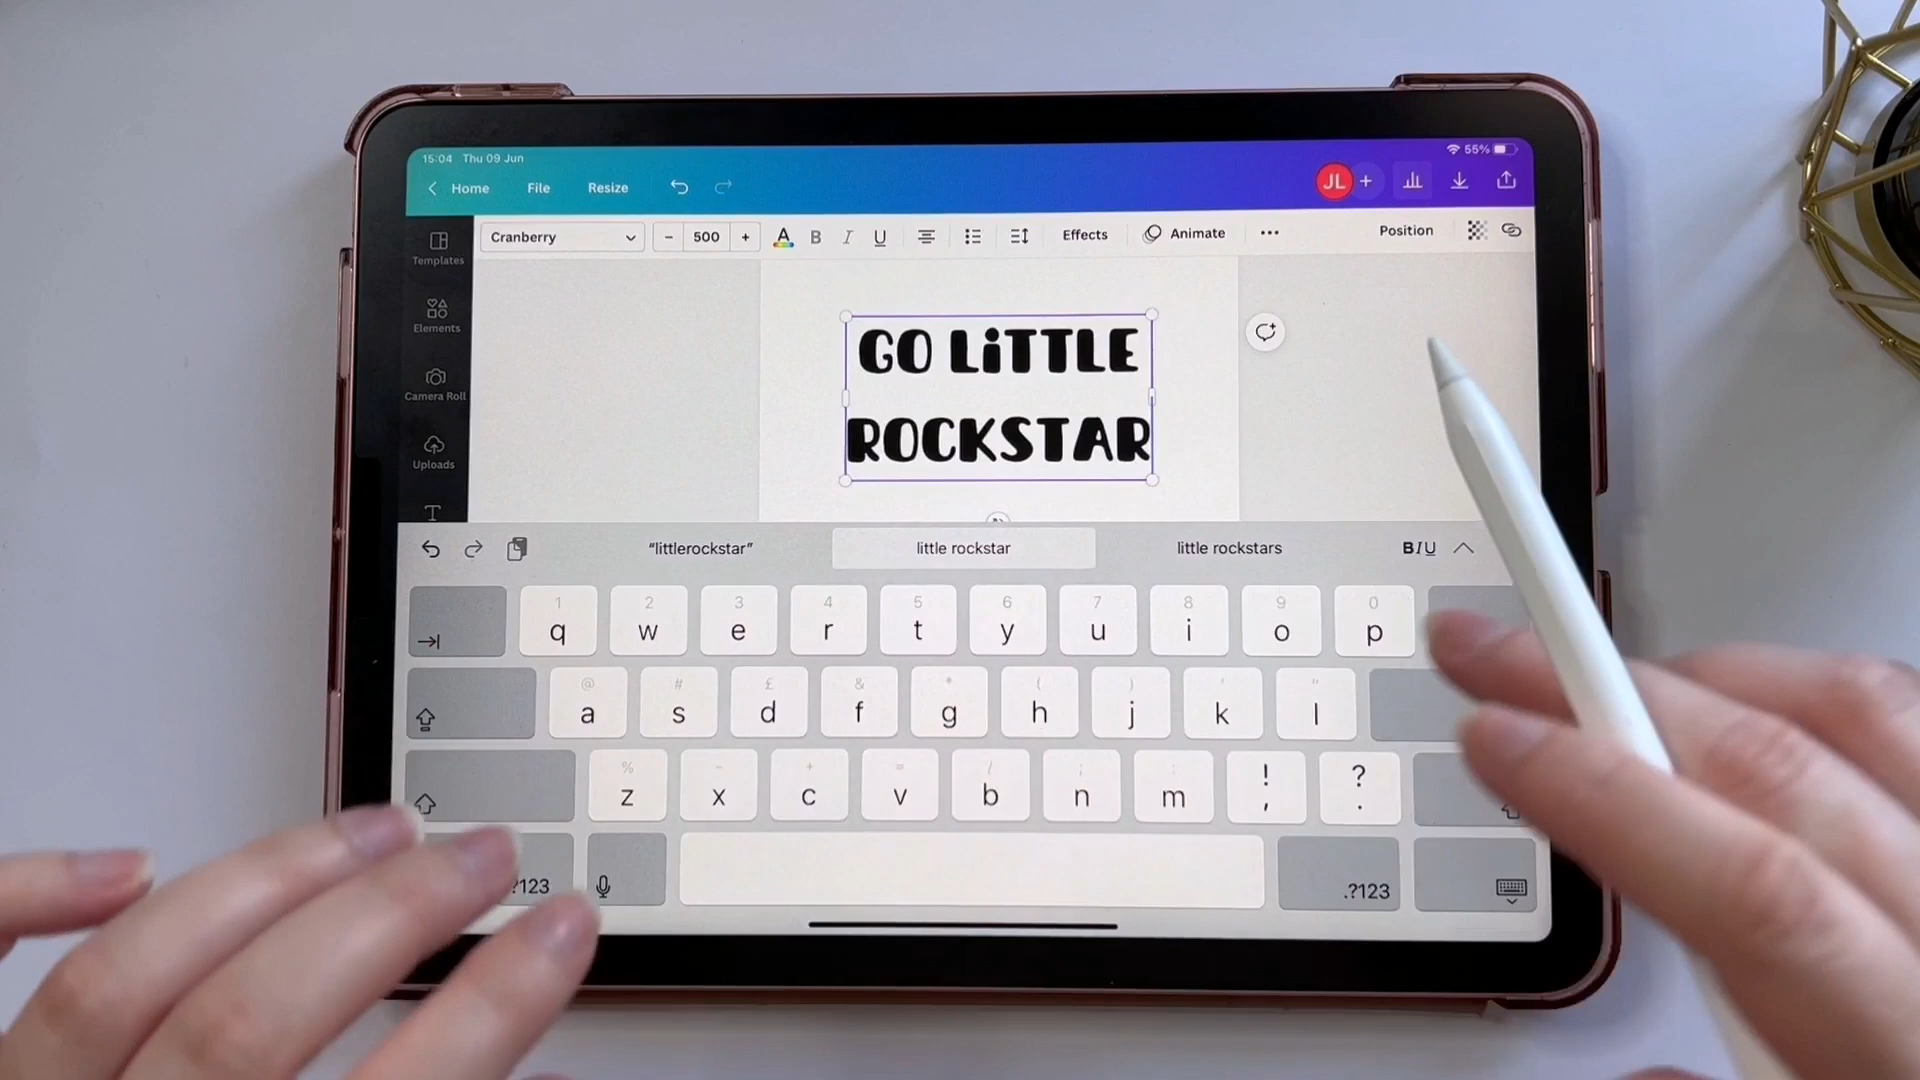 15:04 Thu 09 Jun 55%
Home File Resize JL +
Cranberry - 500 + A B I U Effects Animate ... Position
Templates
Elements
Camera Roll
Uploads
T
GO LiTTLE
ROCKSTAR
“littlerockstar” little rockstar little rockstars BIU
1 2 3 4 5 6 7 8 9 0
q w e r t y u i o p
@ # £ & * ( ) ' "
a s d f g h j k l
% - + = / ; : ! ?
z x c v b n m , .
.?123 .?123